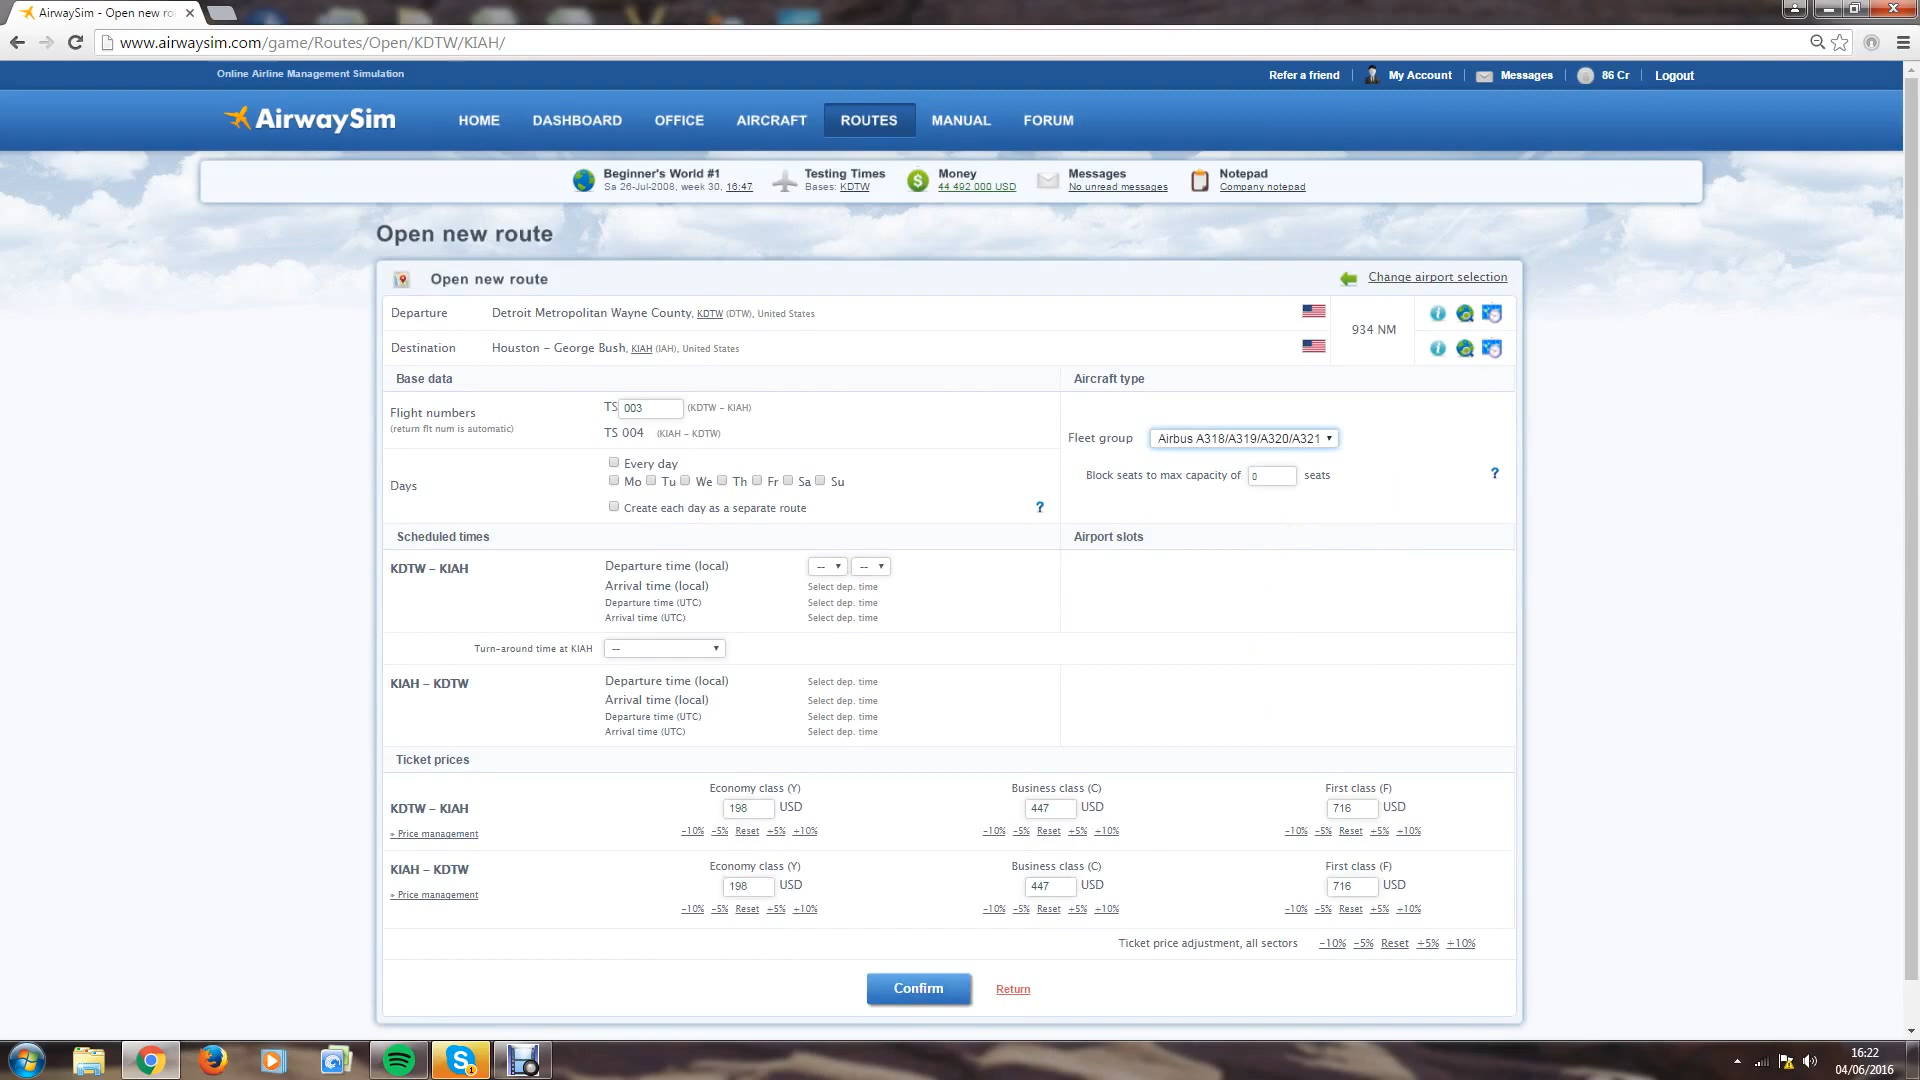 AirwaySim - Open new ro
www.airwaysim.com/game/Routes/Open/KDTW/KIAH/
Online Airline Management Simulation
Refer a friend My Account Messages 86 Cr Logout
AirwaySim HOME DASHBOARD OFFICE AIRCRAFT ROUTES MANUAL FORUM
Beginner's World #1 Testing Times Money Messages Notepad
Sa 26-Jul-2008, week 30, 16:47 Bases: KDTW 44 492 000 USD No unread messages Company notepad
Open new route
Open new route Change airport selection
Departure Detroit Metropolitan Wayne County, KDTW (DTW), United States
934 NM
Destination Houston - George Bush, KIAH (IAH), United States
Base data Aircraft type
Flight numbers TS 003 (KDTW - KIAH)
(return flt num is automatic) TS 004 (KIAH - KDTW)
Fleet group Airbus A318/A319/A320/A321
Every day
Block seats to max capacity of 0 seats ?
Days Mo Tu We Th Fr Sa Su
Create each day as a separate route ?
Scheduled times Airport slots
KDTW - KIAH Departure time (local) -- --
Arrival time (local) Select dep. time
Departure time (UTC) Select dep. time
Arrival time (UTC) Select dep. time
Turn-around time at KIAH --
KIAH - KDTW Departure time (local) Select dep. time
Arrival time (local) Select dep. time
Departure time (UTC) Select dep. time
Arrival time (UTC) Select dep. time
Ticket prices
Economy class (Y) Business class (C) First class (F)
KDTW - KIAH 198 USD 447 USD 716 USD
» Price management -10% -5% Reset +5% +10% -10% -5% Reset +5% +10% -10% -5% Reset +5% +10%
Economy class (Y) Business class (C) First class (F)
KIAH - KDTW 198 USD 447 USD 716 USD
» Price management -10% -5% Reset +5% +10% -10% -5% Reset +5% +10% -10% -5% Reset +5% +10%
Ticket price adjustment, all sectors -10% -5% Reset +5% +10%
Confirm Return
16:22
04/06/2016